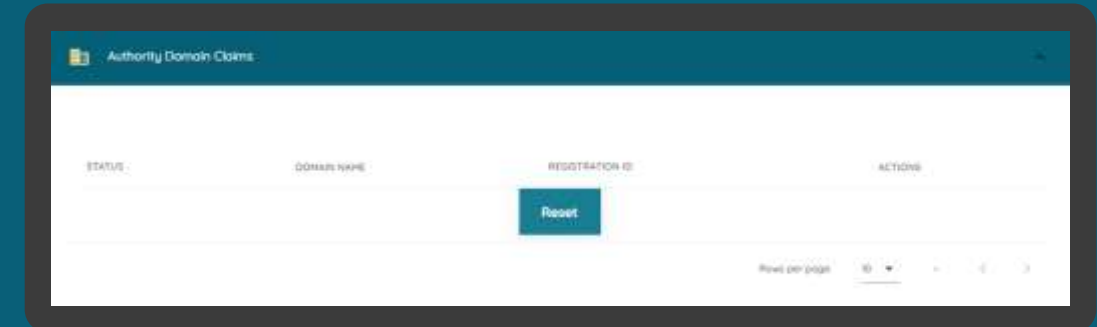 Authority Domain Claims
STATUS DOMAIN NAME REGISTRATION ID ACTIONS
Reset
Rows per page 10